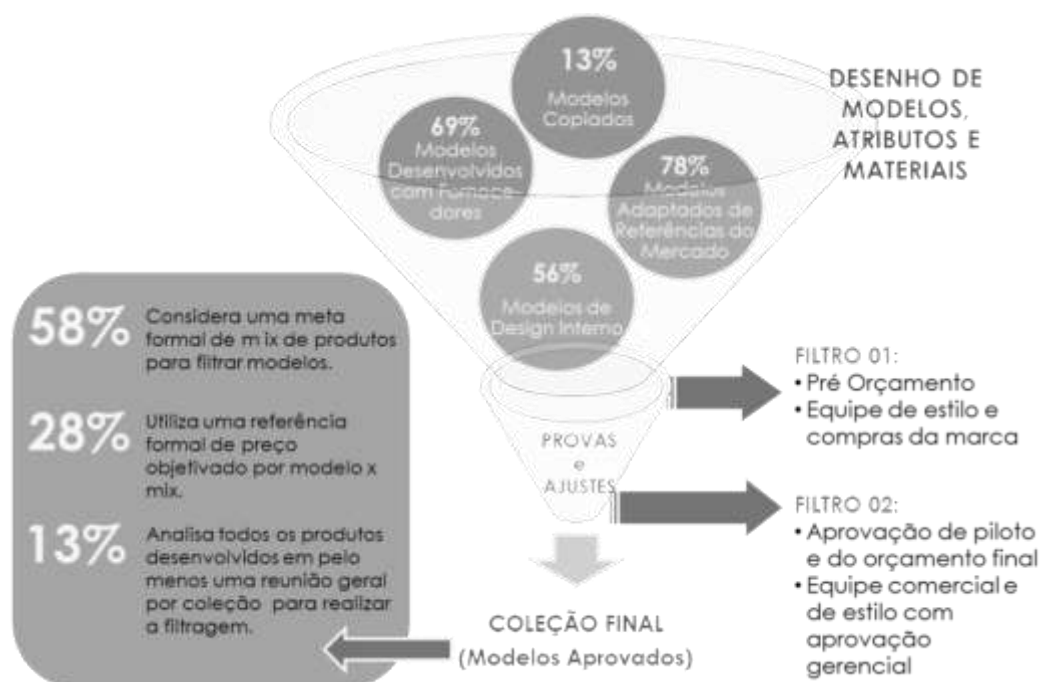 13%
Modelos
Copiados
69%
Modelos
Desenvolvidos
com Fornece
dores
78%
Modelos
Adaptados de
Referências do
Mercado
56%
Modelos de
Design Interno
DESENHO DE
MODELOS,
ATRIBUTOS E
MATERIAIS
58%
Considera uma meta
formal de m ix de produtos
para filtrar modelos.
28%
Utiliza uma referência
formal de preço
objetivado por modelo x
mix.
13%
Analisa todos os produtos
desenvolvidos em pelo
menos uma reunião geral
por coleção para realizar
a filtragem.
PROVAS
e
AJUSTES
FILTRO 01:
• Pré Orçamento
• Equipe de estilo e
compras da marca
FILTRO 02:
• Aprovação de piloto
e do orçamento final
• Equipe comercial e
de estilo com
aprovação
gerencial
COLEÇÃO FINAL
(Modelos Aprovados)